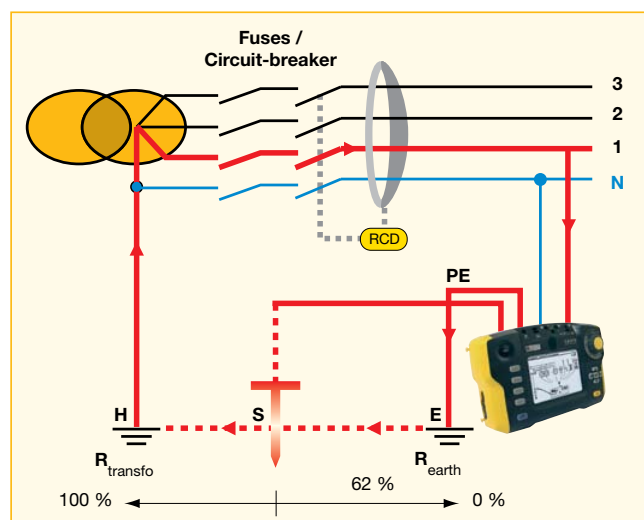 Fuses /
Circuit-breaker
3
2
1
N
RCD
PE
H
S
E
R transfo
R earth
100 %
62 %
0 %